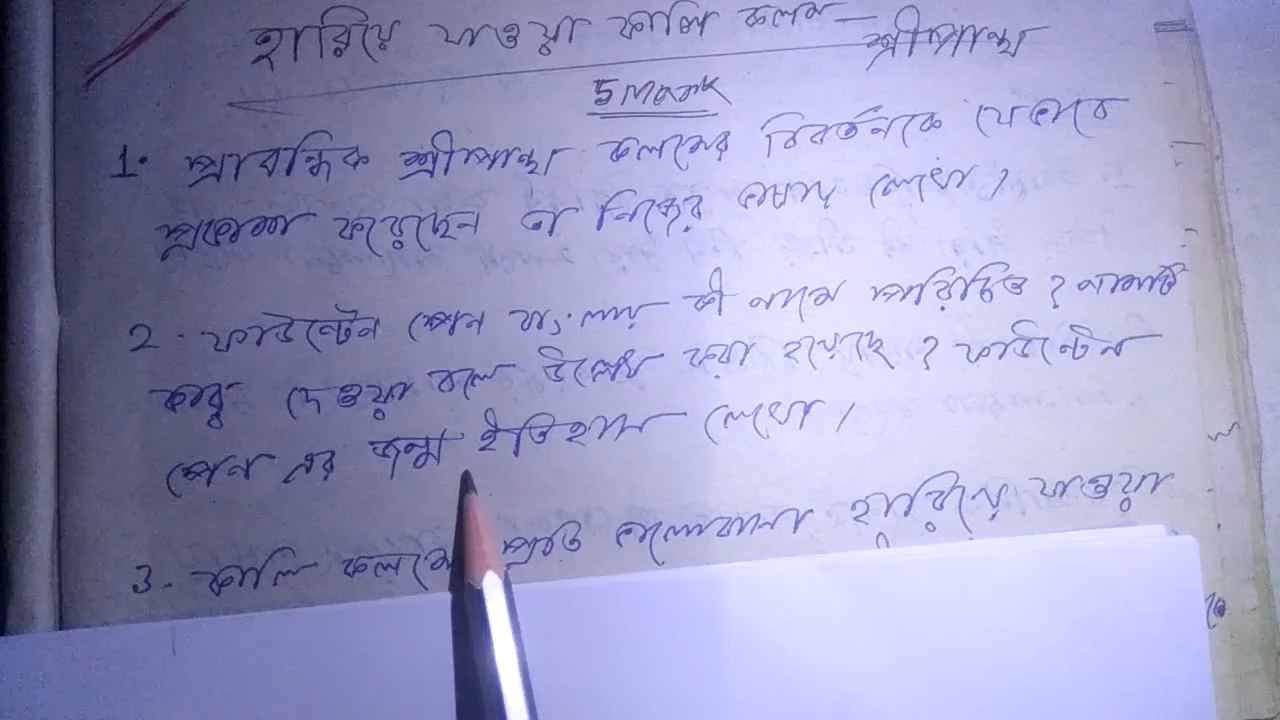 হারিয়ে যাওয়া কালি কলম — শ্রীপান্থ
5 Mark
1. প্রাবন্ধিক শ্রীপান্থ কলমের বিবর্তনকে যেভাবে
প্রকাশ করেছেন তা নিজের ভাষায় লেখো।
2. ফাউন্টেন পেন বাংলায় কী নামে পরিচিত? নামটি
কার দেওয়া বলে উল্লেখ করা হয়েছে? ফাউন্টেন
পেন এর জন্ম ইতিহাস লেখো।
3. কালি কলমের প্রতি ভালোবাসা হারিয়ে যাওয়া